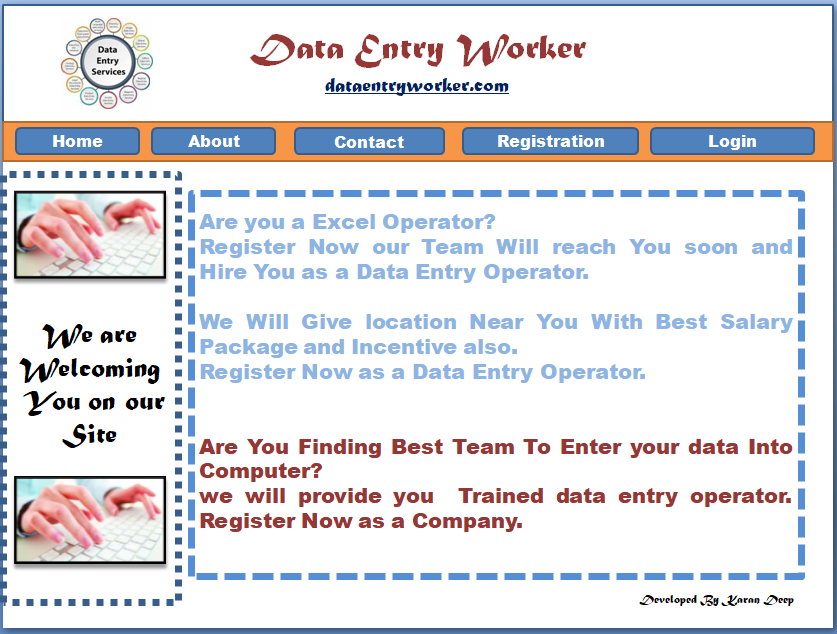 Data Entry Services
Data Entry Worker
dataentryworker.com
Home About Contact Registration Login
We are
Welcoming
You on our
Site
Are you a Excel Operator?
Register Now our Team Will reach You soon and
Hire You as a Data Entry Operator.
We Will Give location Near You With Best Salary
Package and Incentive also.
Register Now as a Data Entry Operator.
Are You Finding Best Team To Enter your data Into
Computer?
we will provide you Trained data entry operator.
Register Now as a Company.
Developed By Karan Deep